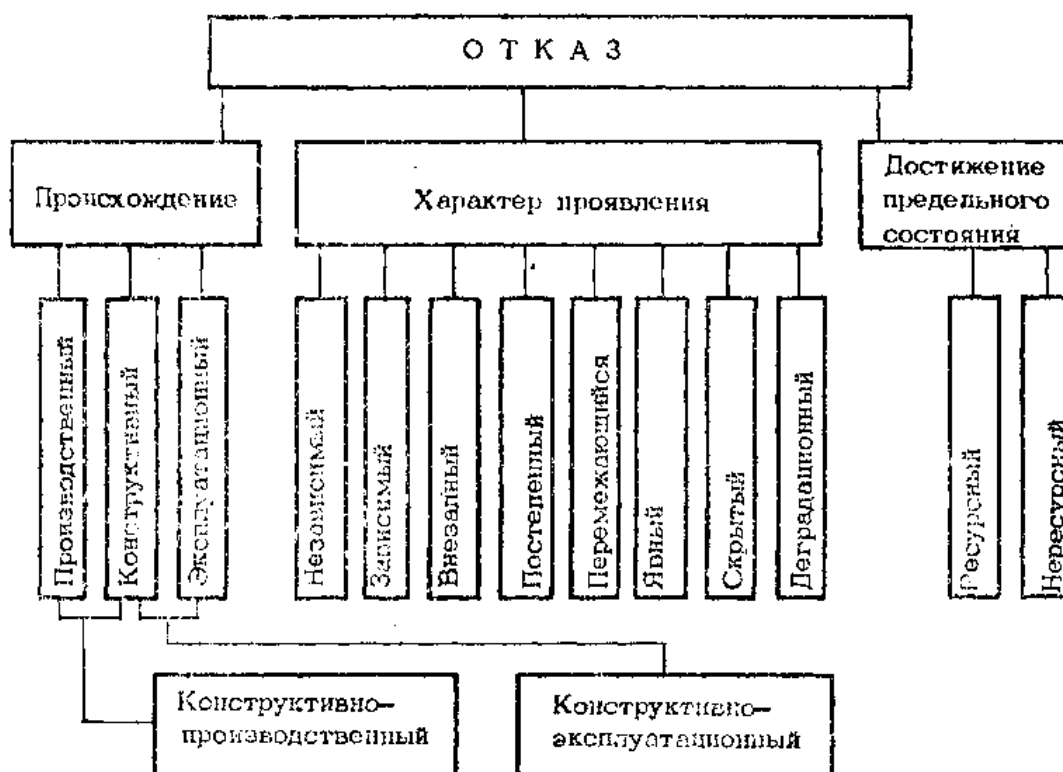 О Т К А З
Происхождение
Характер проявления
Достижение
предельного
состояния
Производственный
Конструктивный
Эксплуатационный
Независимый
Зависимый
Внезапный
Постепенный
Перемежающийся
Явный
Скрытый
Деградационный
Ресурсный
Нересурсный
Конструктивно-
производственный
Конструктивно-
эксплуатационный